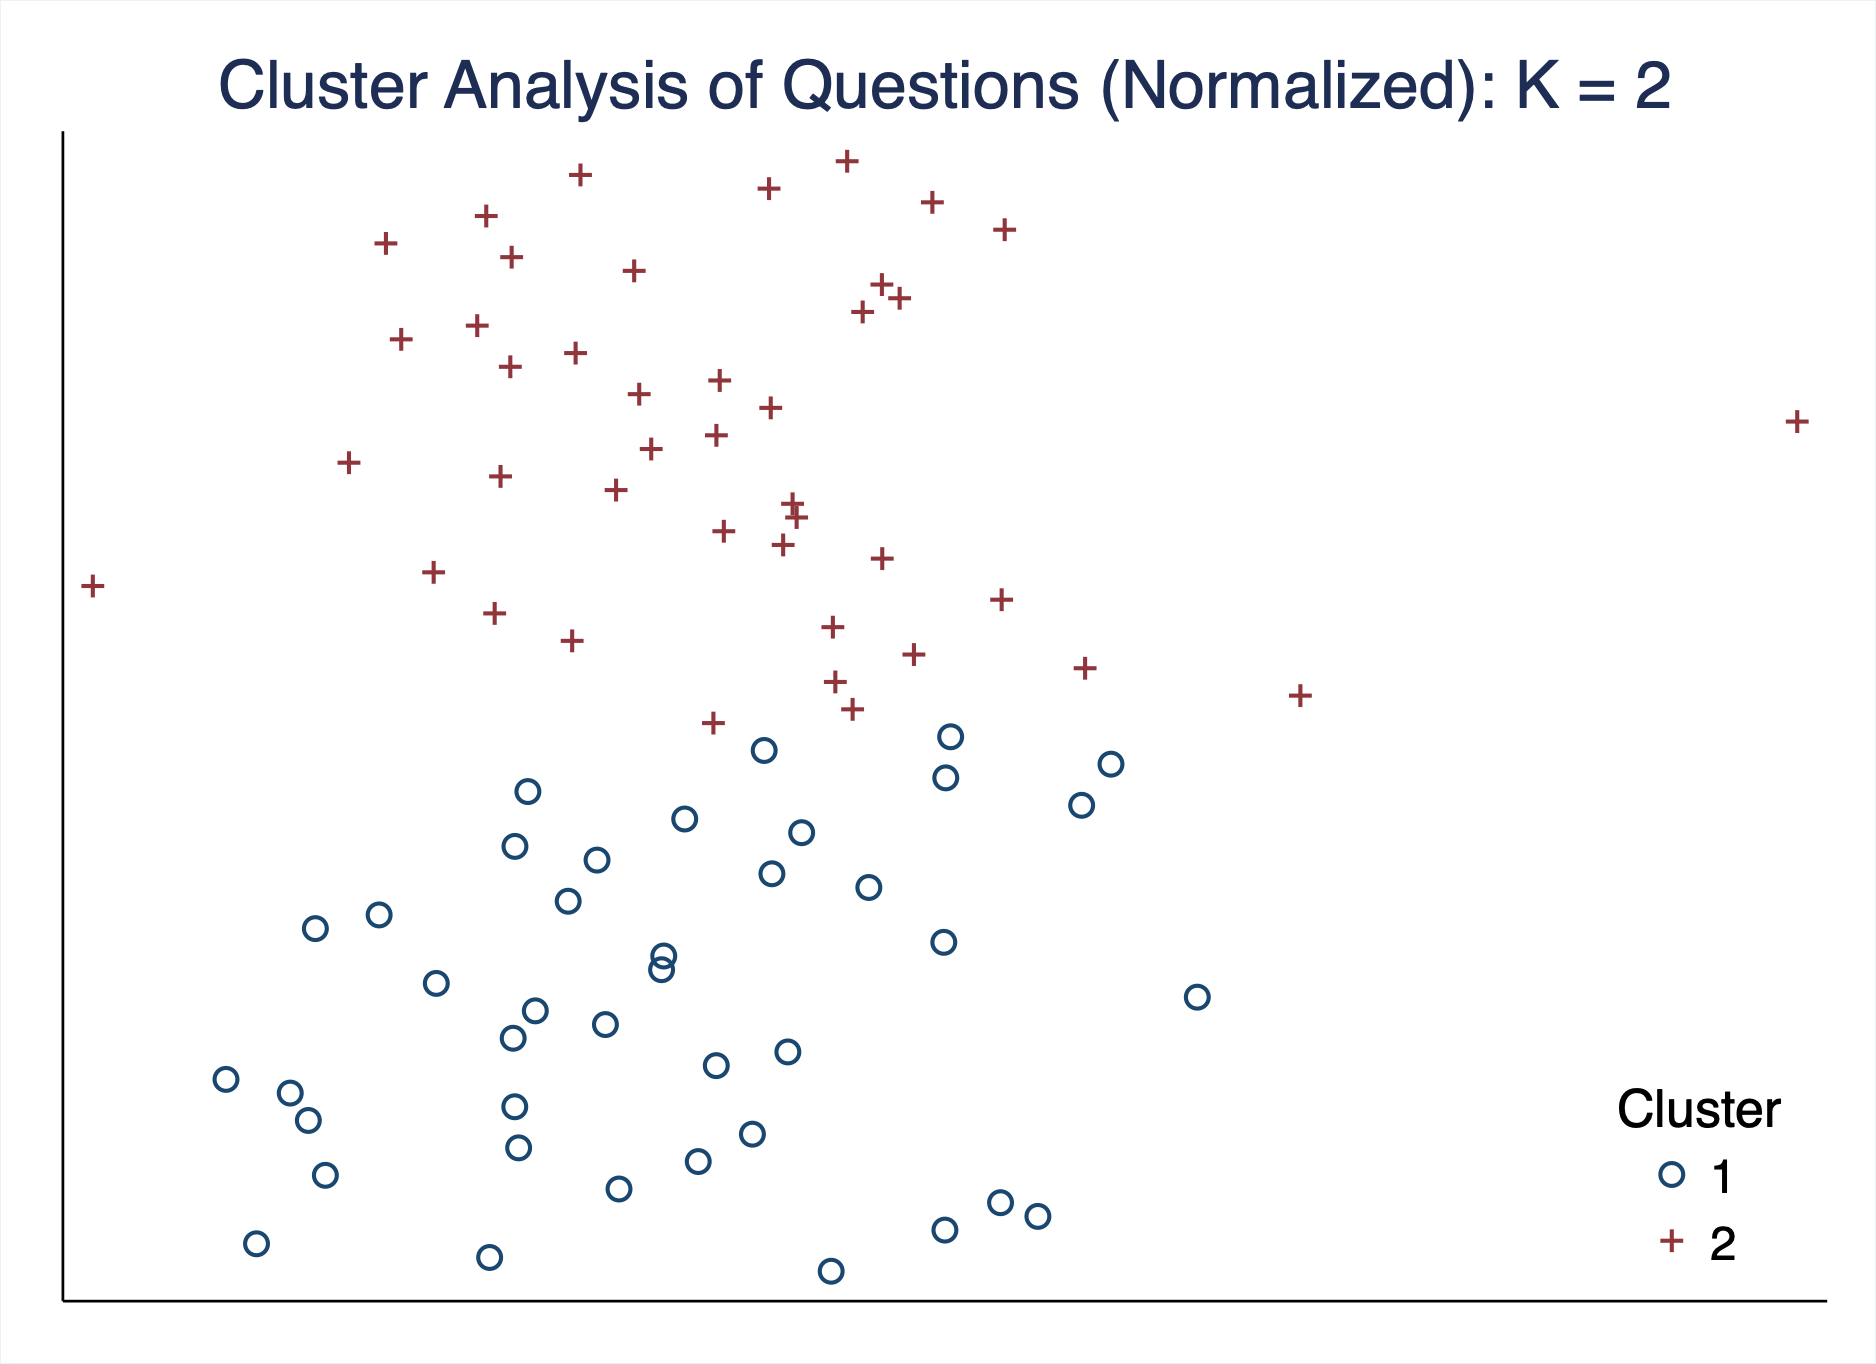 Cluster Analysis of Questions (Normalized): K = 2
Cluster
1
2